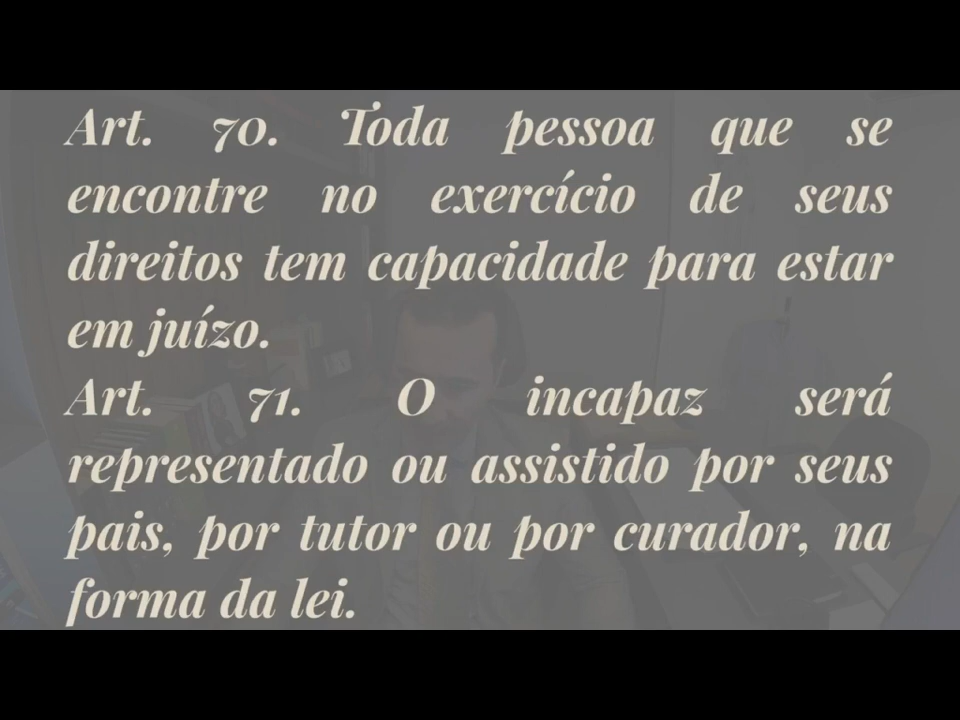 Art. 70. Toda pessoa que se
encontre no exercício de seus
direitos tem capacidade para estar
em juízo.
Art. 71. O incapaz será
representado ou assistido por seus
pais, por tutor ou por curador, na
forma da lei.